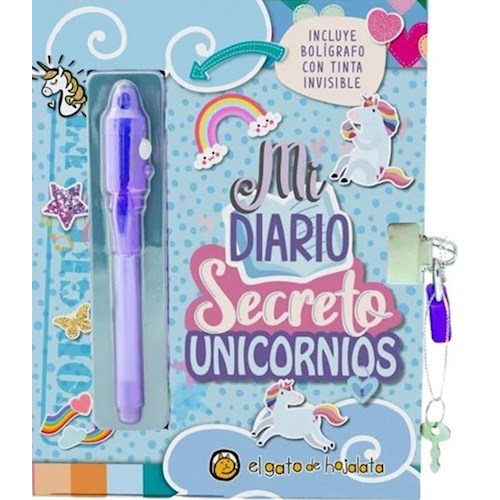 INCLUYE
BOLÍGRAFO
CON TINTA
INVISIBLE
Mi
DIARIO
Secreto
UNICORNIOS
el gato de hojalata